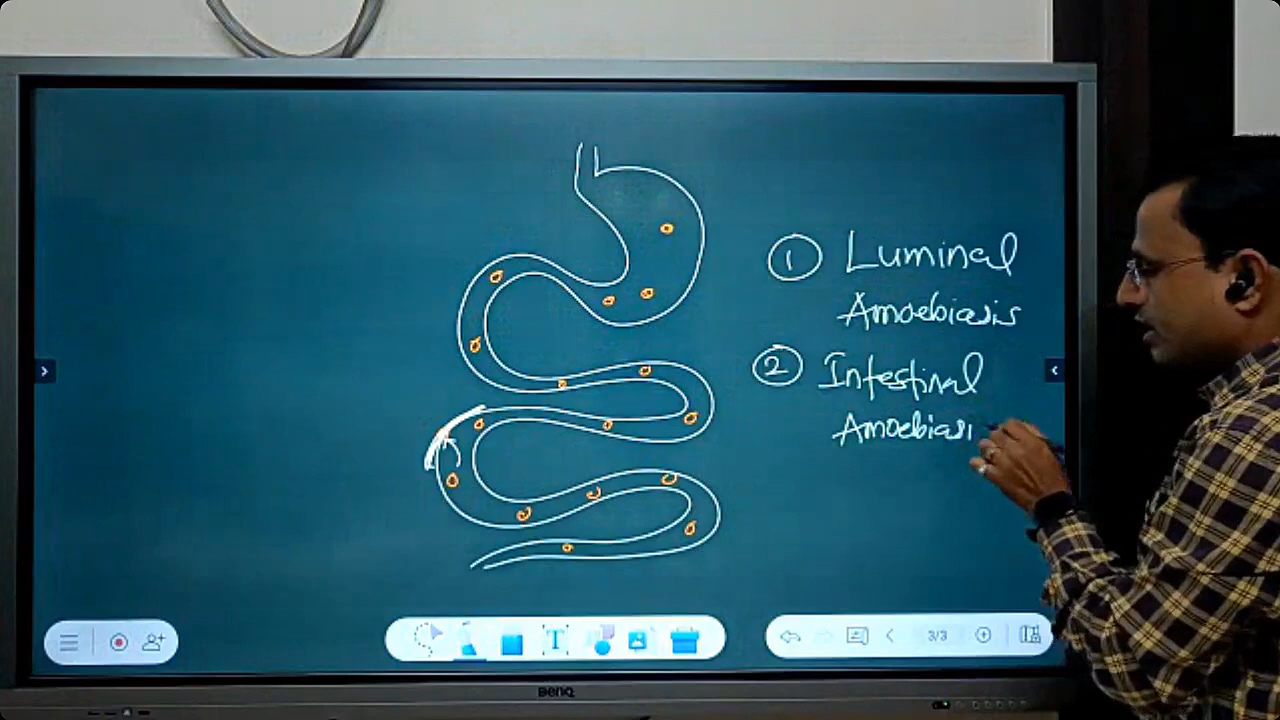 ① Luminal
Amoebiasis
② Intestinal
Amoebiasi
T
3/3
BenQ